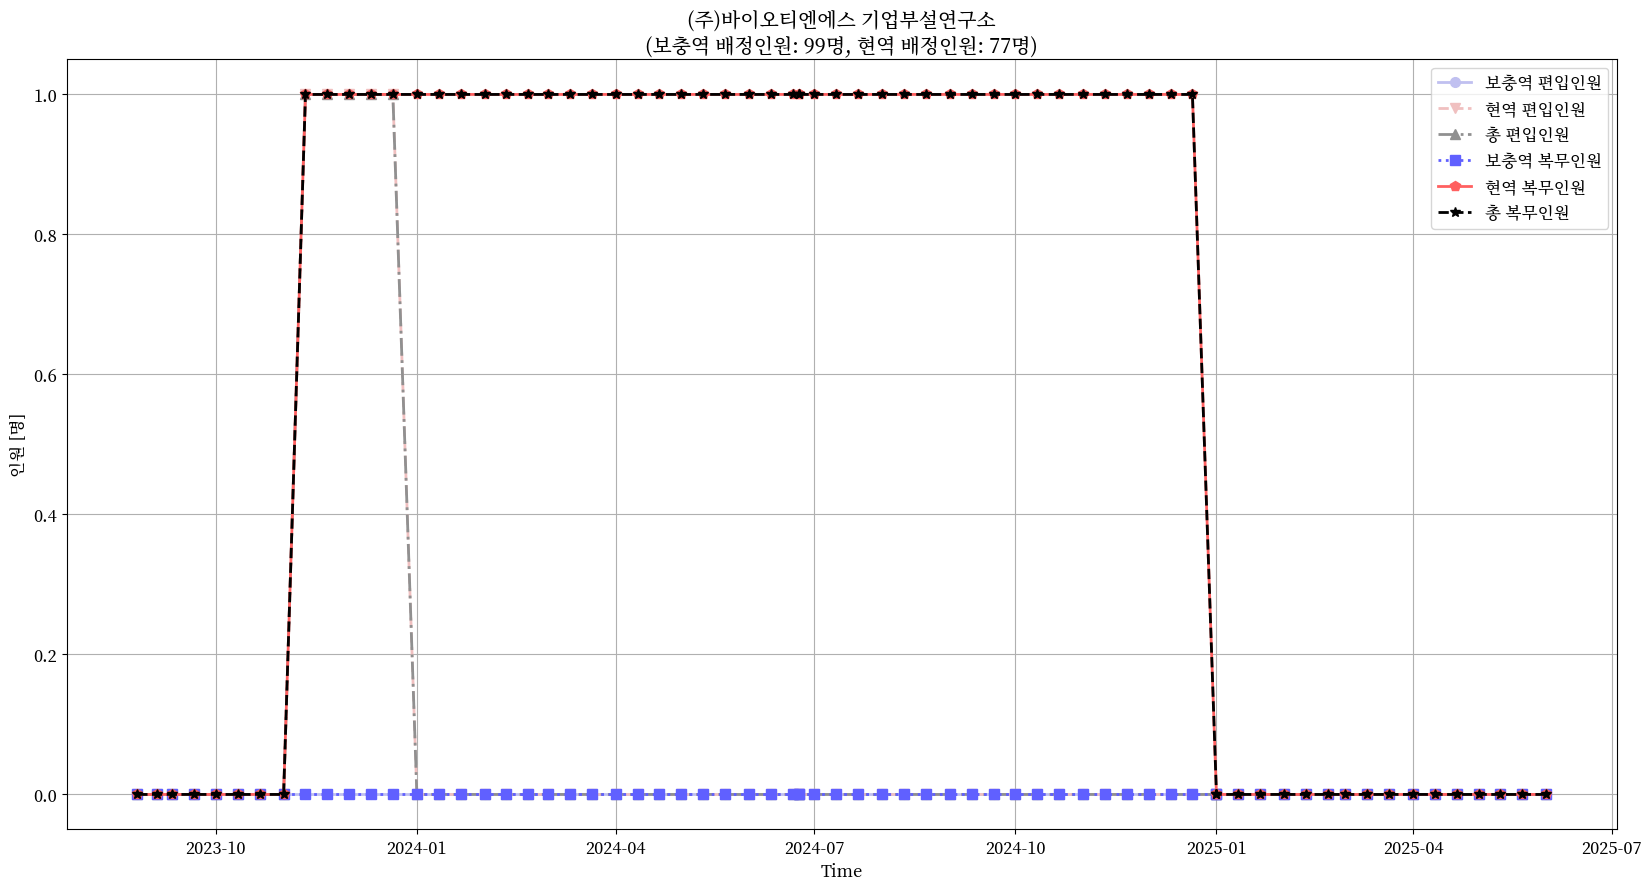 (주)바이오티엔에스 기업부설연구소
(보충역 배정인원: 99명, 현역 배정인원: 77명)
보충역 편입인원
현역 편입인원
총 편입인원
보충역 복무인원
현역 복무인원
총 복무인원
인원 [명]
1.0
0.8
0.6
0.4
0.2
0.0
2023-10
2024-01
2024-04
2024-07
2024-10
2025-01
2025-04
2025-07
Time